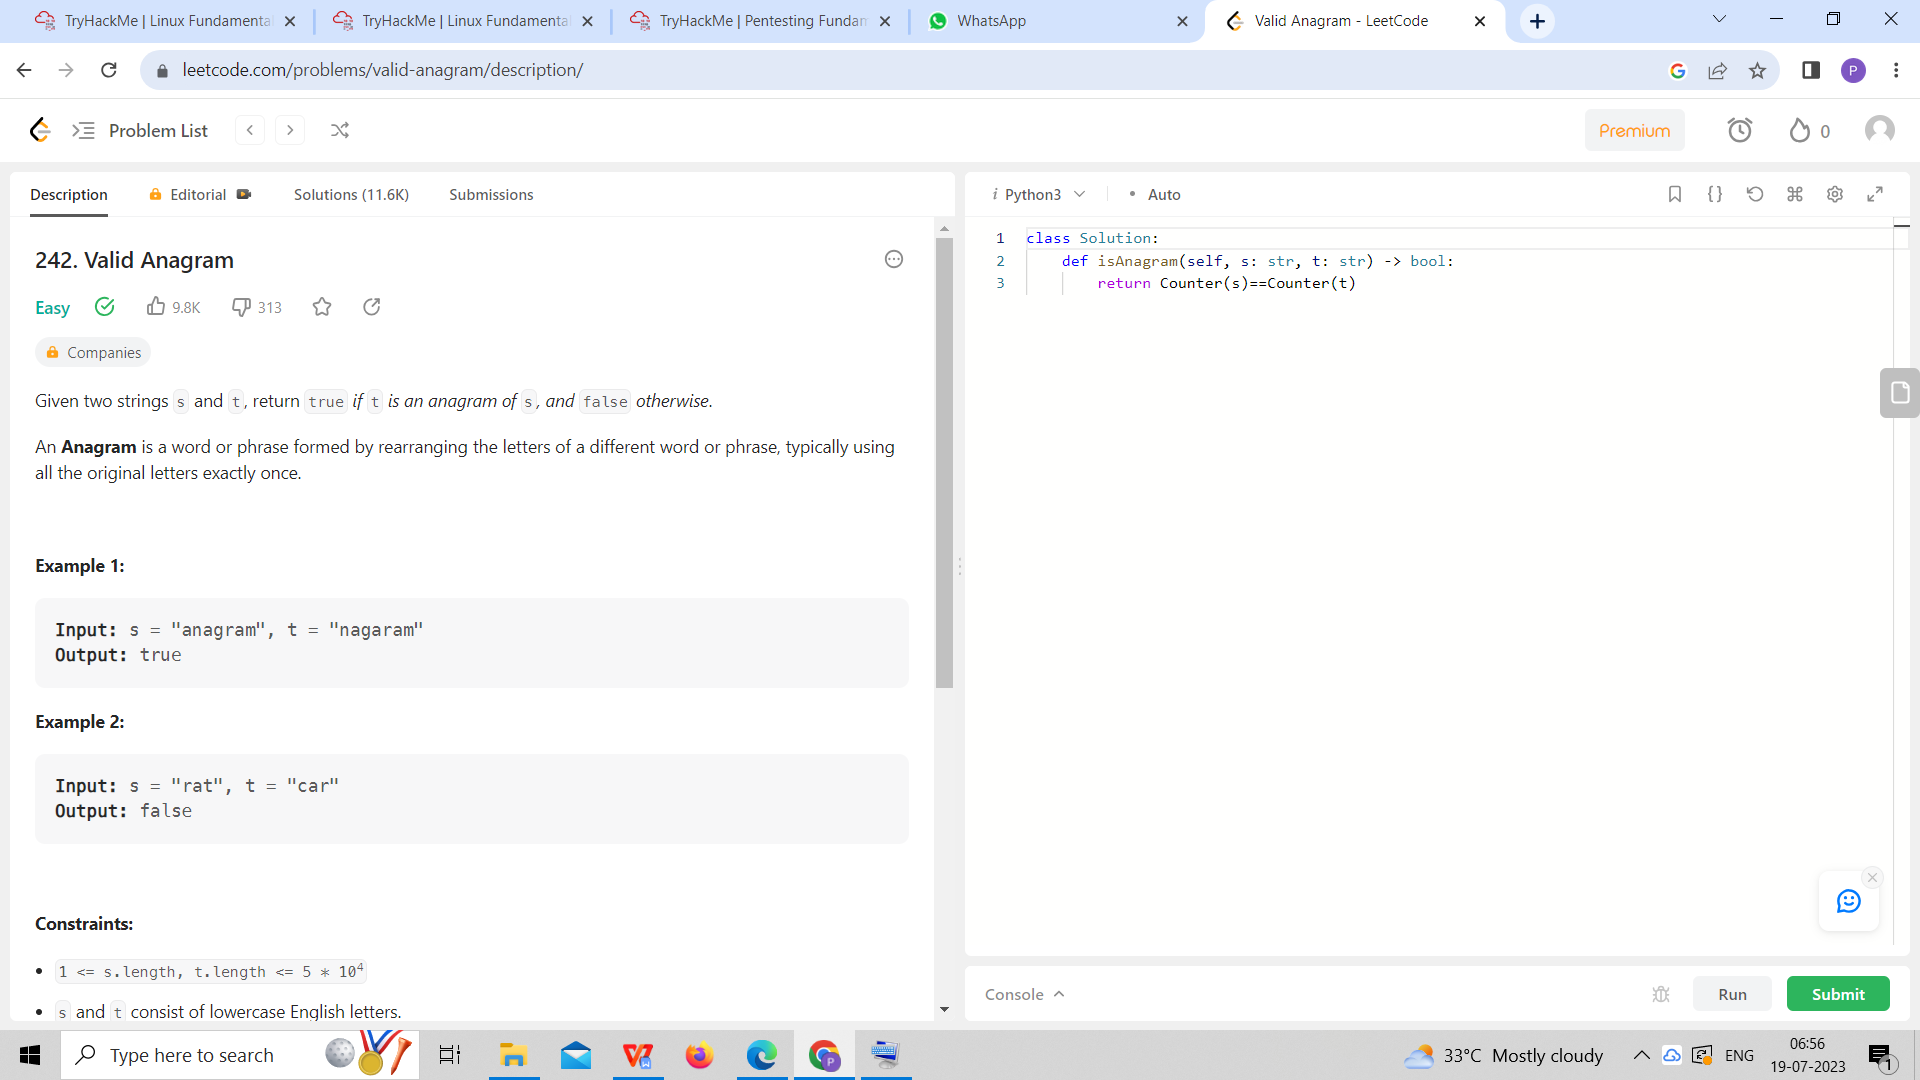 TryHackMe | Linux Fundamenta
TryHackMe | Linux Fundamenta
TryHackMe | Pentesting Fundam
WhatsApp
Valid Anagram - LeetCode
leetcode.com/problems/valid-anagram/description/
P
Problem List
Premium
0
Description
Editorial
Solutions (11.6K)
Submissions
242. Valid Anagram
Easy
9.8K
313
Companies
Given two strings s and t, return true if t is an anagram of s, and false otherwise.
An Anagram is a word or phrase formed by rearranging the letters of a different word or phrase, typically using
all the original letters exactly once.
Example 1:
Input: s = "anagram", t = "nagaram"
Output: true
Example 2:
Input: s = "rat", t = "car"
Output: false
Constraints:
1 <= s.length, t.length <= 5 * 10⁴
s and t consist of lowercase English letters.
i Python3
• Auto
1 class Solution:
2 def isAnagram(self, s: str, t: str) -> bool:
3 return Counter(s)==Counter(t)
Console
Run
Submit
Type here to search
33°C Mostly cloudy
ENG
06:56
19-07-2023
1